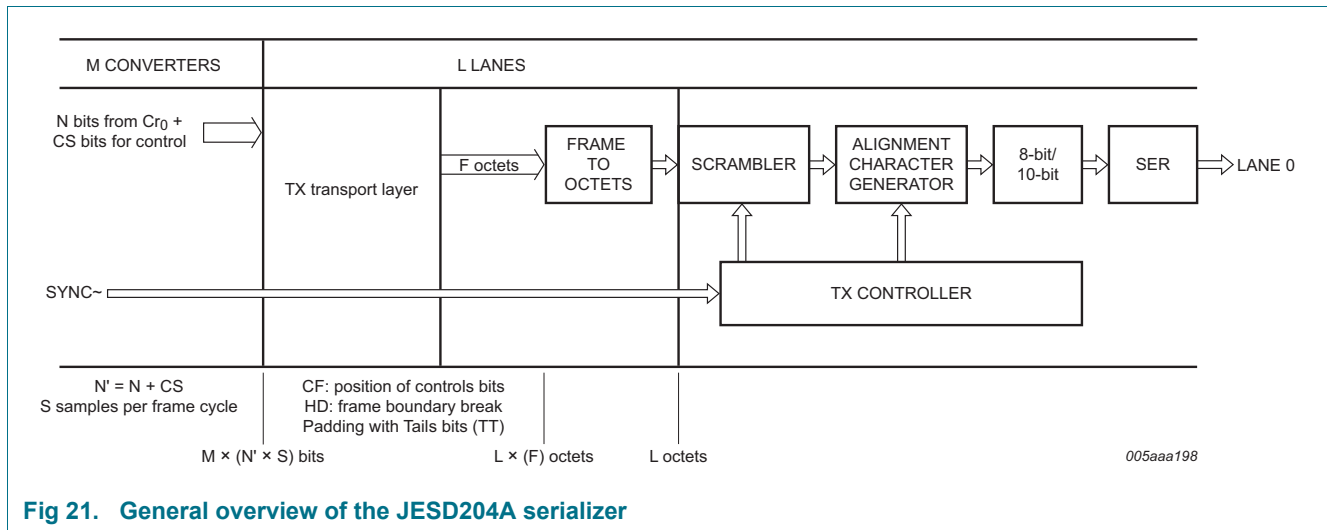 M CONVERTERS
L LANES
N bits from Cr0 +
CS bits for control
TX transport layer
F octets
FRAME
TO
OCTETS
SCRAMBLER
ALIGNMENT
CHARACTER
GENERATOR
8-bit/
10-bit
SER
LANE 0
SYNC~
TX CONTROLLER
N' = N + CS
S samples per frame cycle
CF: position of controls bits
HD: frame boundary break
Padding with Tails bits (TT)
M × (N' × S) bits
L × (F) octets
L octets
005aaa198
Fig 21. General overview of the JESD204A serializer